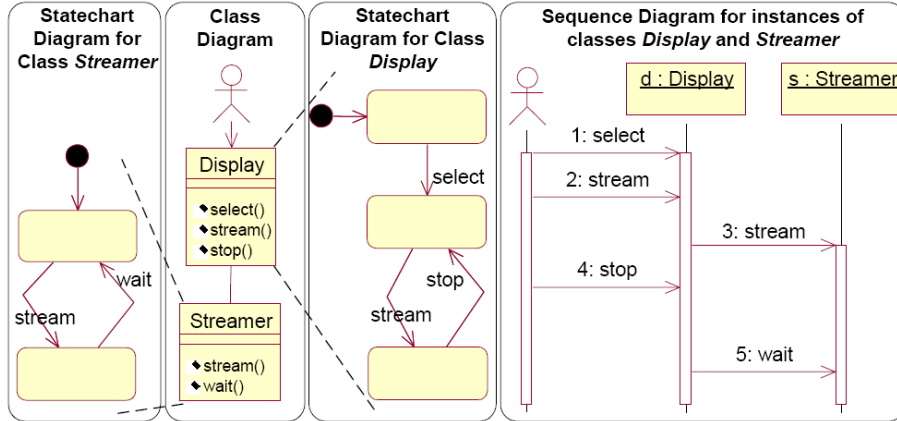 Statechart
Diagram for
Class Streamer
stream
wait
Class
Diagram
Display
select()
stream()
stop()
Streamer
stream()
wait()
Statechart
Diagram for Class
Display
select
stream
stop
Sequence Diagram for instances of
classes Display and Streamer
d : Display
s : Streamer
1: select
2: stream
3: stream
4: stop
5: wait